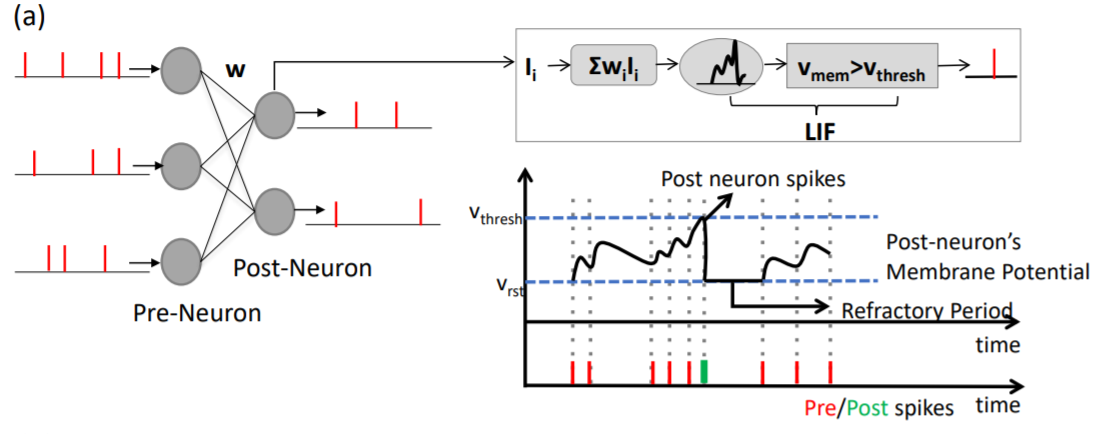 (a)
w
Pre-Neuron
Post-Neuron
I_i
Σw_iI_i
v_mem>v_thresh
LIF
Post neuron spikes
v_thresh
v_rst
Post-neuron's
Membrane Potential
Refractory Period
time
Pre/Post spikes
time